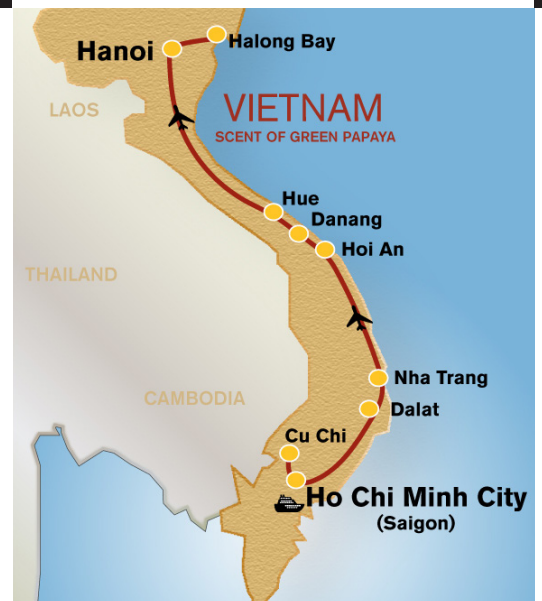 Hanoi
Halong Bay
LAOS
VIETNAM
SCENT OF GREEN PAPAYA
Hue
Danang
Hoi An
THAILAND
Nha Trang
CAMBODIA
Dalat
Cu Chi
Ho Chi Minh City
(Saigon)